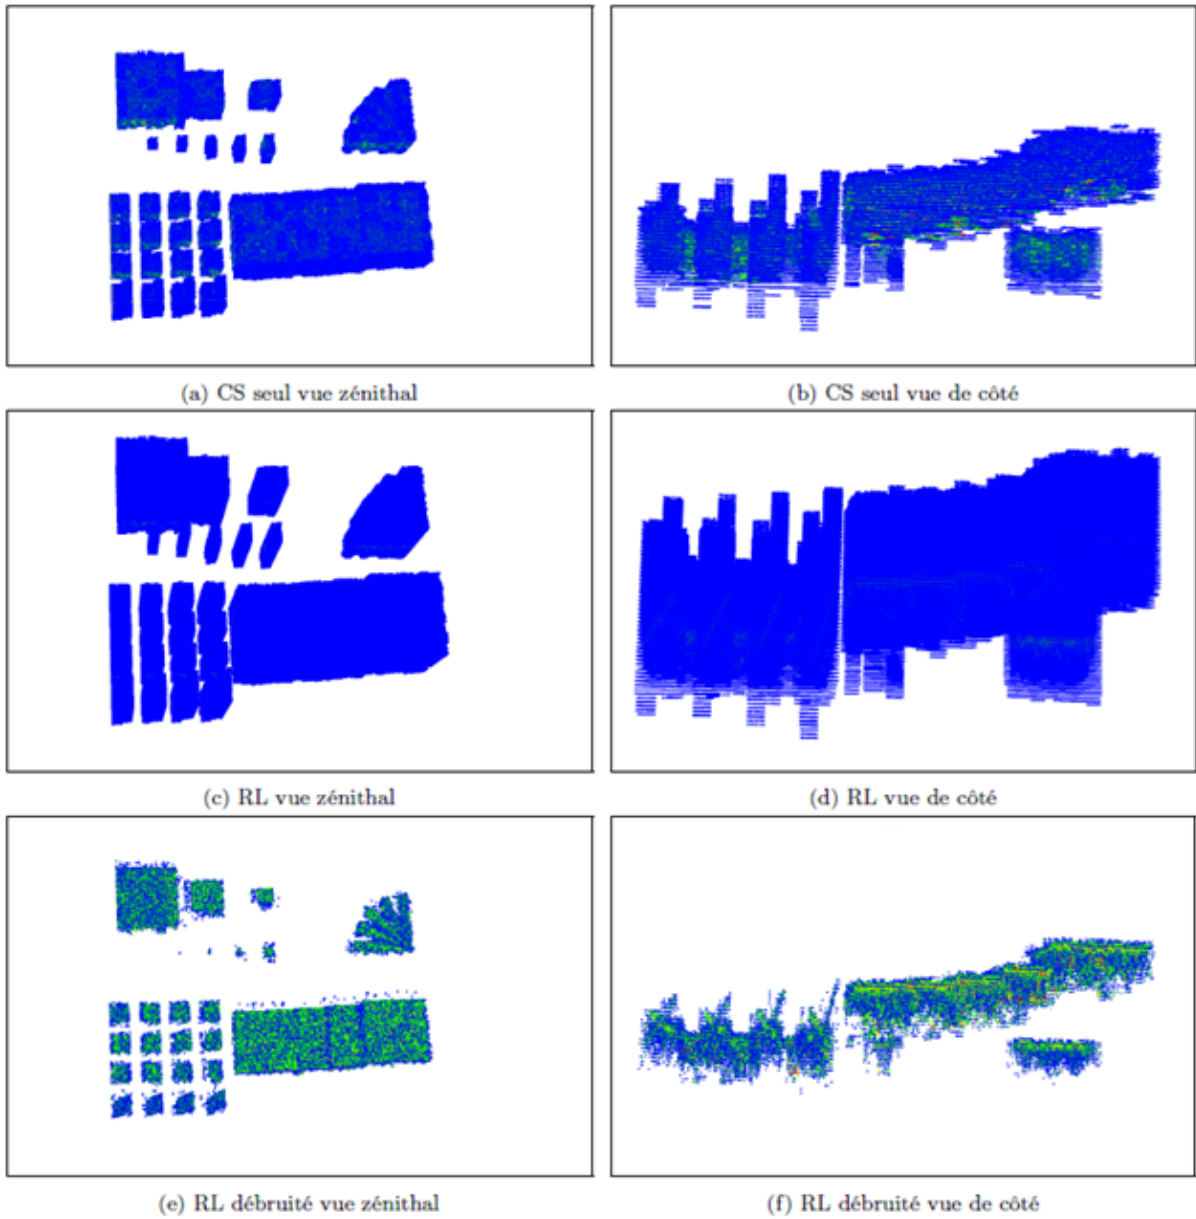 (a) CS seul vue zénithal
(b) CS seul vue de côté
(c) RL vue zénithal
(d) RL vue de côté
(e) RL débruité vue zénithal
(f) RL débruité vue de côté